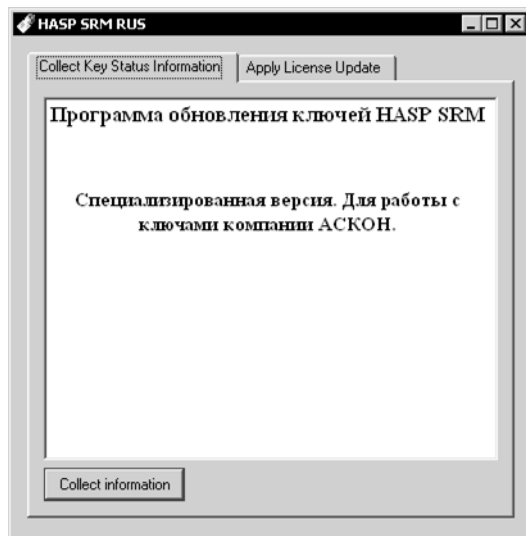 HASP SRM RUS
Collect Key Status Information
Apply License Update
Программа обновления ключей HASP SRM
Специализированная версия. Для работы с
ключами компании АСКОН.
Collect information